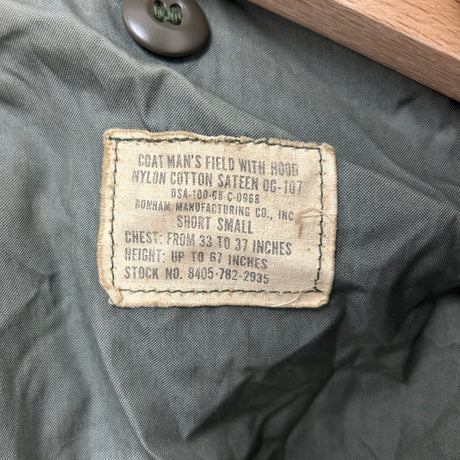 COAT MAN'S FIELD WITH HOOD
NYLON COTTON SATEEN OG-107
DSA-100-68-C-0968
BONHAM MANUFACTURING CO., INC.
SHORT SMALL
CHEST: FROM 33 TO 37 INCHES
HEIGHT: UP TO 67 INCHES
STOCK NO. 8405-782-2935